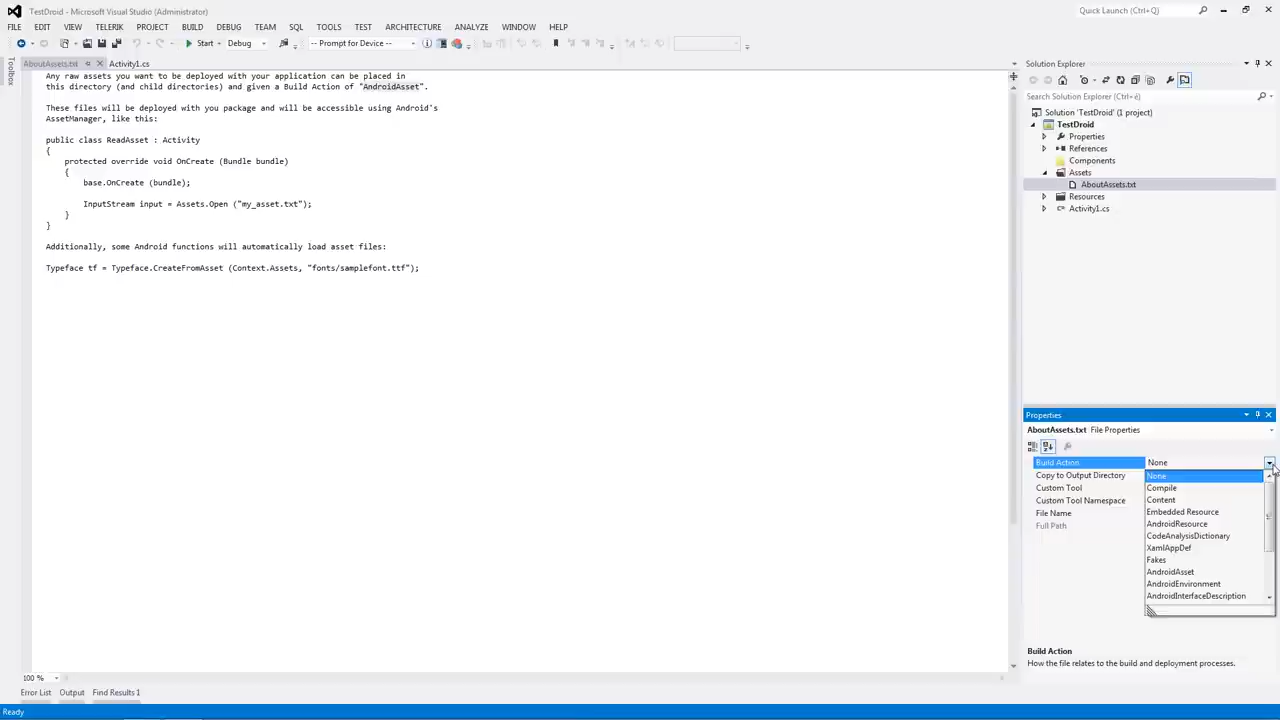 TestDroid - Microsoft Visual Studio (Administrator)
Quick Launch (Ctrl+Q)
FILE EDIT VIEW TELERIK PROJECT BUILD DEBUG TEAM SQL TOOLS TEST ARCHITECTURE ANALYZE WINDOW HELP
Start Debug -- Prompt for Device --
Toolbox
AboutAssets.txt Activity1.cs
Any raw assets you want to be deployed with your application can be placed in
this directory (and child directories) and given a Build Action of "AndroidAsset".
These files will be deployed with you package and will be accessible using Android's
AssetManager, like this:
public class ReadAsset : Activity
{
protected override void OnCreate (Bundle bundle)
{
base.OnCreate (bundle);
InputStream input = Assets.Open ("my_asset.txt");
}
}
Additionally, some Android functions will automatically load asset files:
Typeface tf = Typeface.CreateFromAsset (Context.Assets, "fonts/samplefont.ttf");
100 %
Solution Explorer
Search Solution Explorer (Ctrl+è)
Solution 'TestDroid' (1 project)
TestDroid
Properties
References
Components
Assets
AboutAssets.txt
Resources
Activity1.cs
Properties
AboutAssets.txt File Properties
Build Action None
Copy to Output Directory
Custom Tool
Custom Tool Namespace
File Name
Full Path
None
Compile
Content
Embedded Resource
AndroidResource
CodeAnalysisDictionary
XamlAppDef
Fakes
AndroidAsset
AndroidEnvironment
AndroidInterfaceDescription
Build Action
How the file relates to the build and deployment processes.
Error List Output Find Results 1
Ready